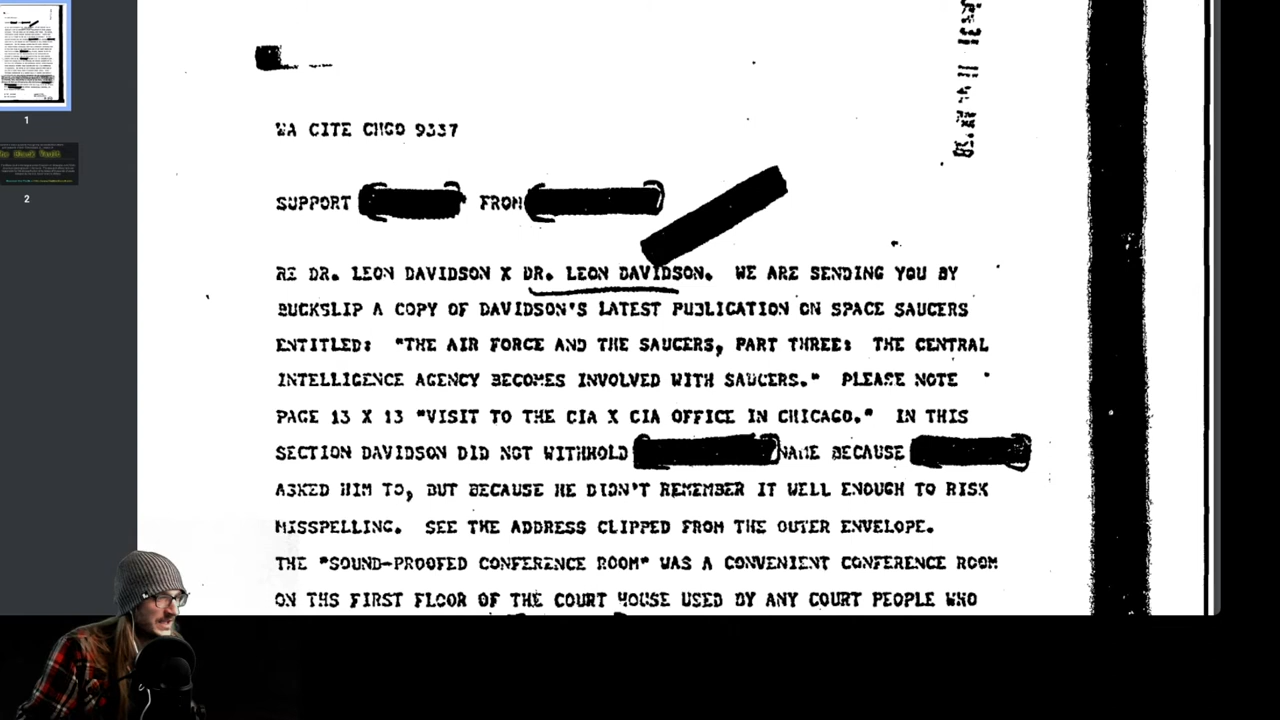 WA CITE CHGO 9337
SUPPORT FROM
RE DR. LEON DAVIDSON X DR. LEON DAVIDSON. WE ARE SENDING YOU BY
BUCKSLIP A COPY OF DAVIDSON'S LATEST PUBLICATION ON SPACE SAUCERS
ENTITLED: "THE AIR FORCE AND THE SAUCERS, PART THREE: THE CENTRAL
INTELLIGENCE AGENCY BECOMES INVOLVED WITH SAUCERS." PLEASE NOTE
PAGE 13 X 13 "VISIT TO THE CIA X CIA OFFICE IN CHICAGO." IN THIS
SECTION DAVIDSON DID NOT WITHHOLD NAME BECAUSE
ASKED HIM TO, BUT BECAUSE HE DIDN'T REMEMBER IT WELL ENOUGH TO RISK
MISSPELLING. SEE THE ADDRESS CLIPPED FROM THE OUTER ENVELOPE.
THE "SOUND-PROOFED CONFERENCE ROOM" WAS A CONVENIENT CONFERENCE ROOM
ON THS FIRST FLOOR OF THE COURT HOUSE USED BY ANY COURT PEOPLE WHO
1
2